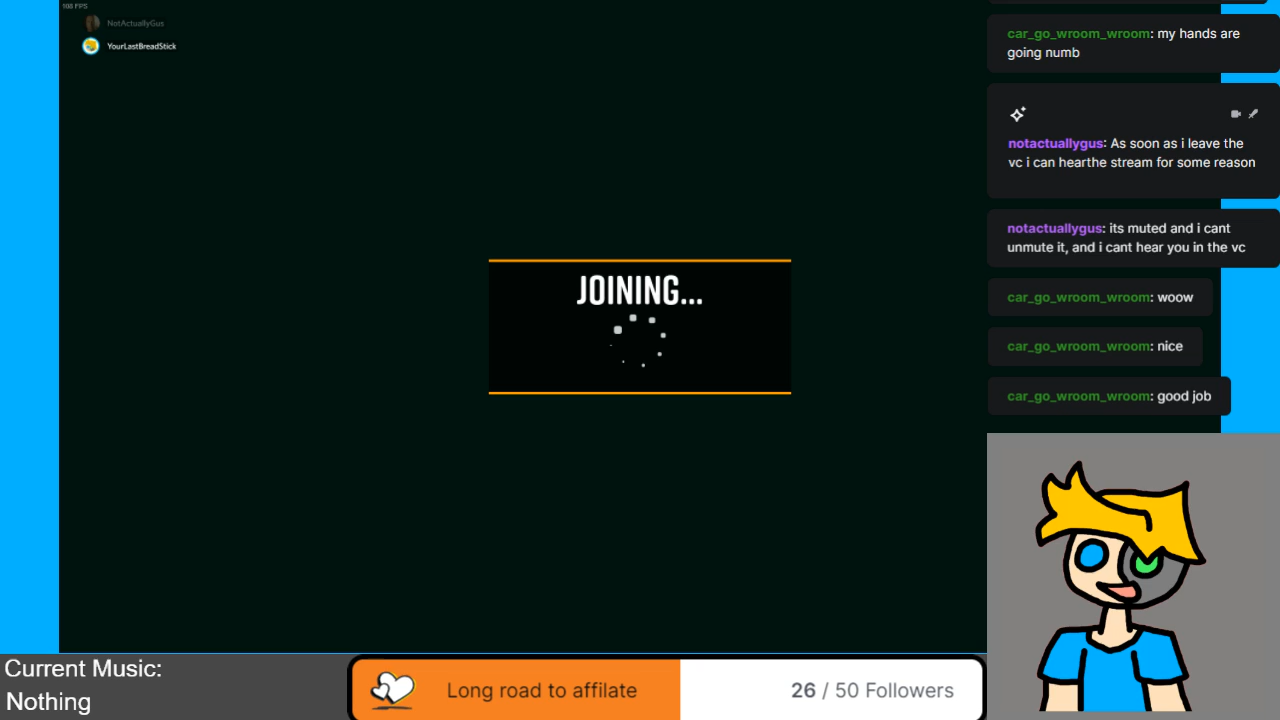 108 FPS
NotActuallyGus
YourLastBreadStick
JOINING...
car_go_wroom_wroom: my hands are
going numb
notactuallygus: As soon as i leave the
vc i can hearthe stream for some reason
notactuallygus: its muted and i cant
unmute it, and i cant hear you in the vc
car_go_wroom_wroom: woow
car_go_wroom_wroom: nice
car_go_wroom_wroom: good job
Current Music:
Nothing
Long road to affilate
26 / 50 Followers